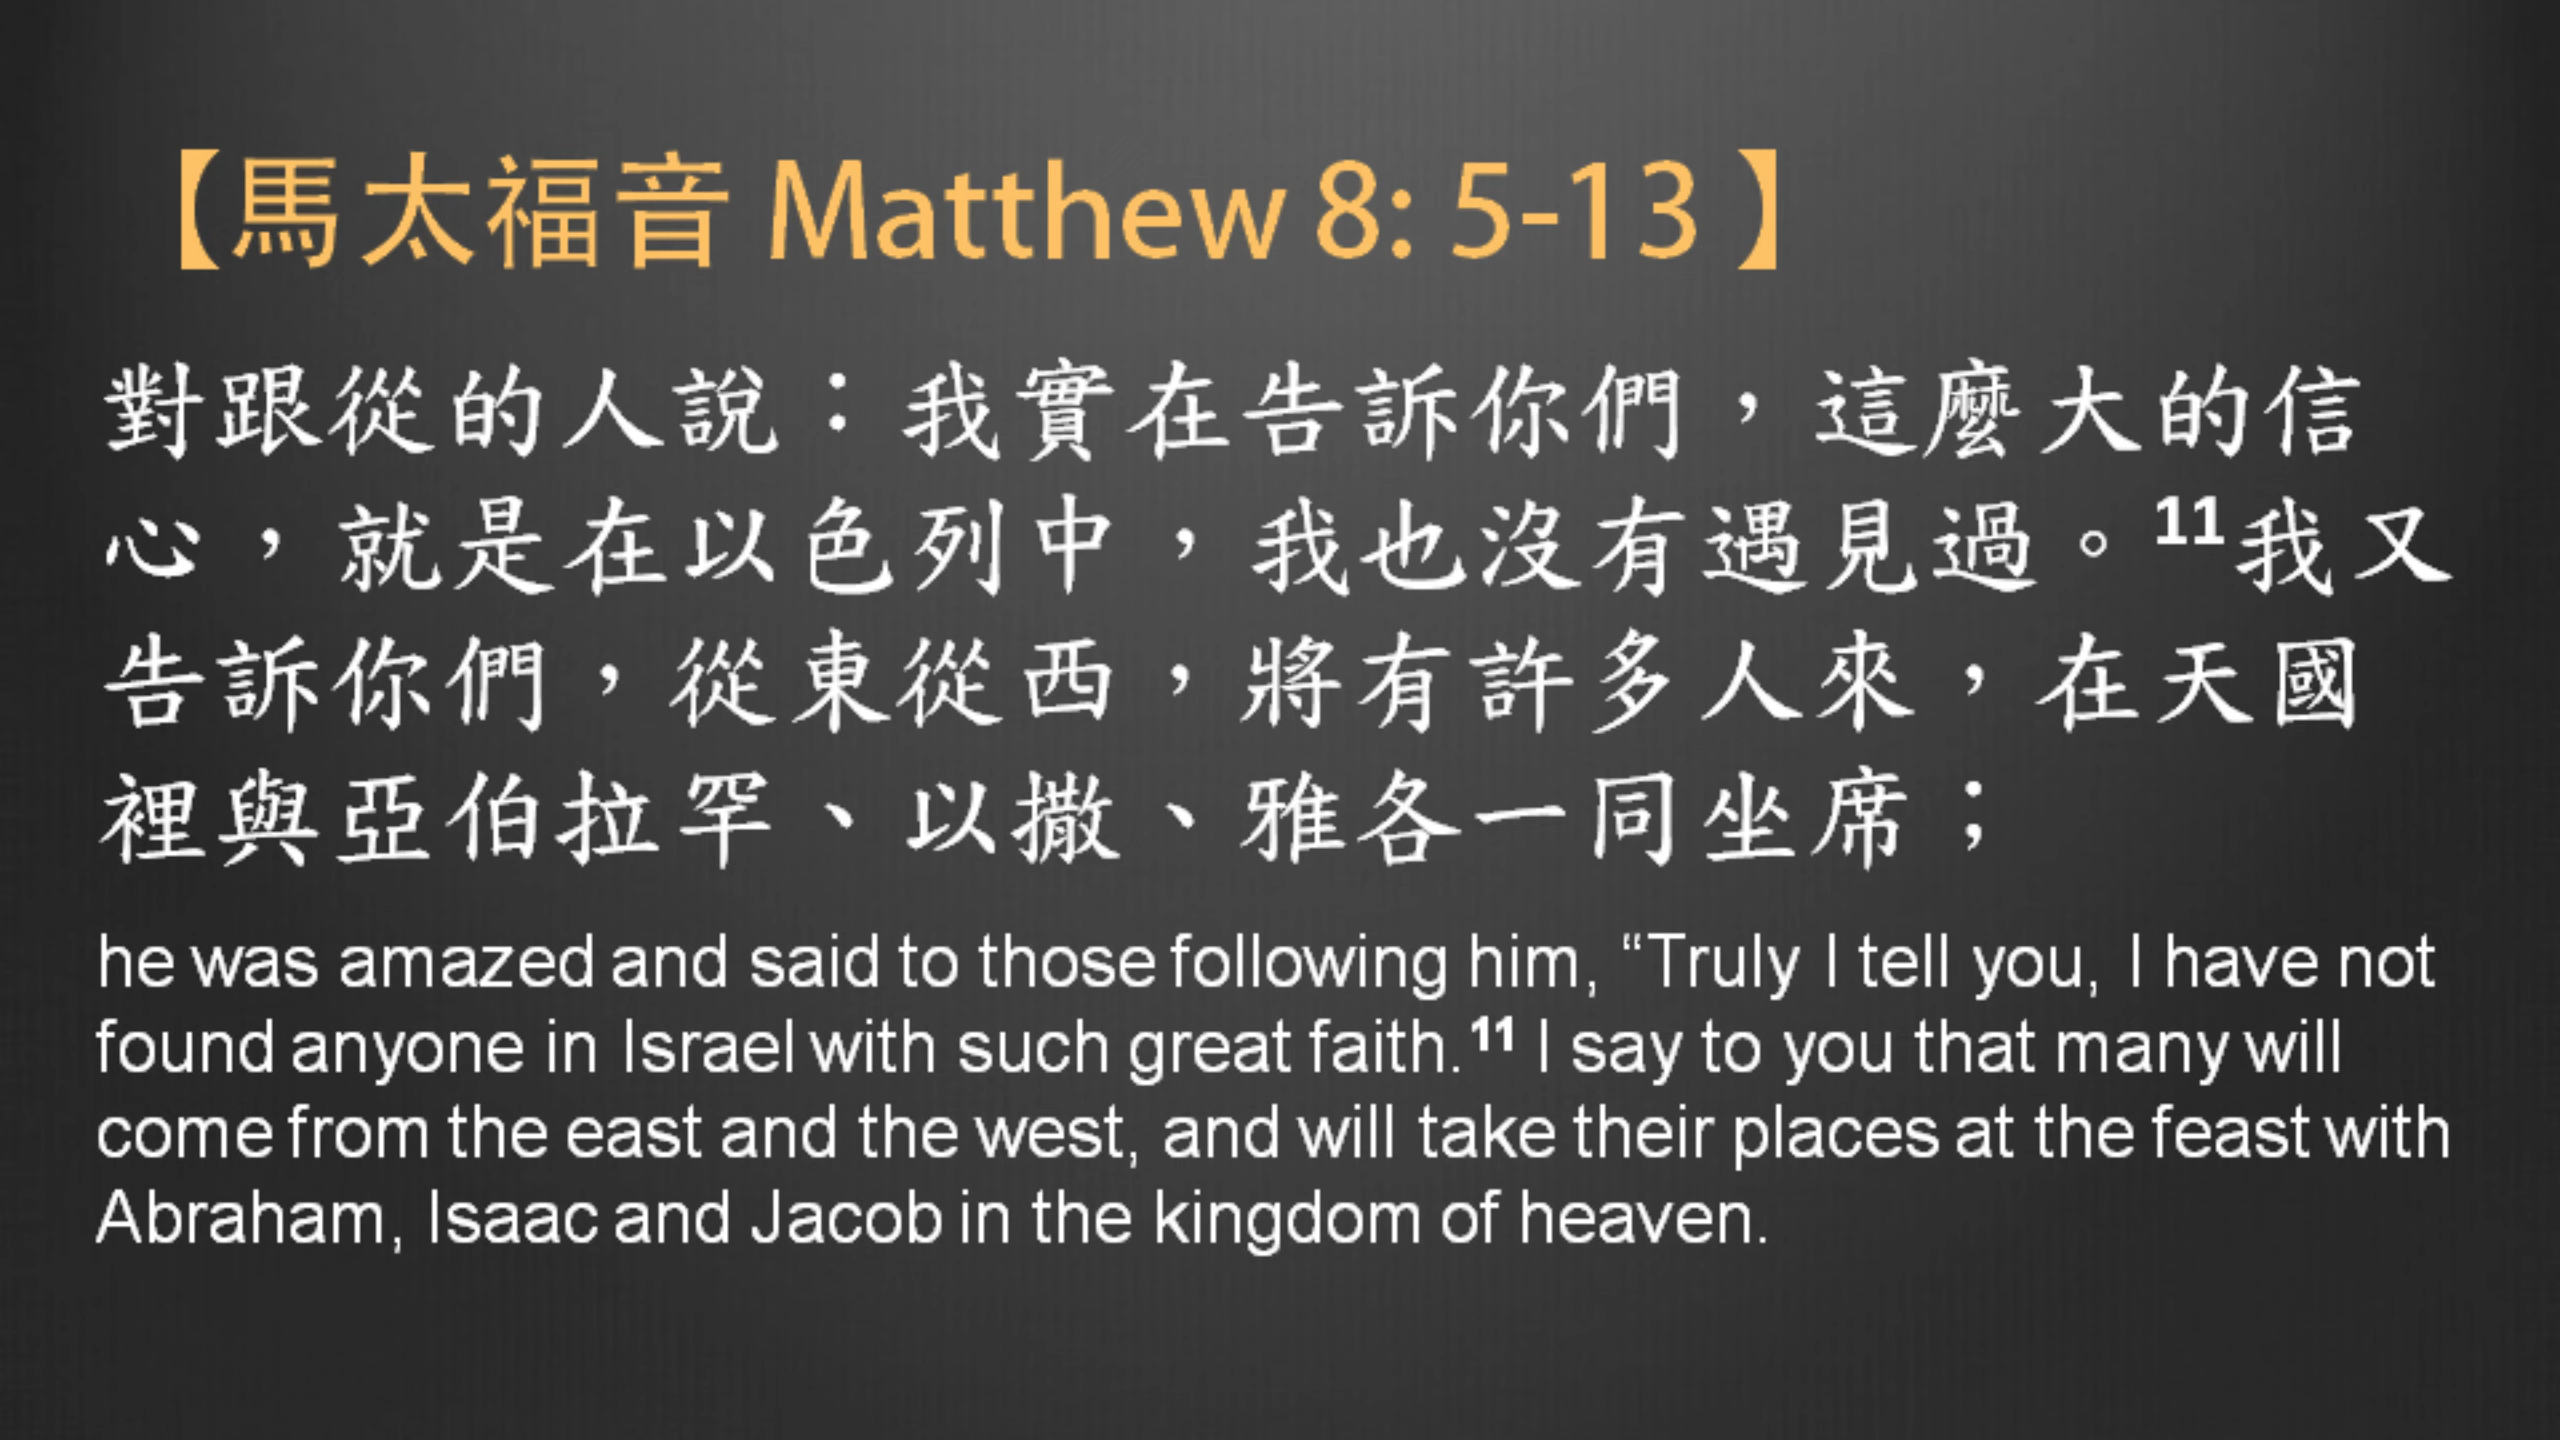 【馬太福音 Matthew 8: 5-13 】
對跟從的人說：我實在告訴你們，這麼大的信
心，就是在以色列中，我也沒有遇見過。¹¹我又
告訴你們，從東從西，將有許多人來，在天國
裡與亞伯拉罕、以撒、雅各一同坐席；
he was amazed and said to those following him, “Truly I tell you, I have not
found anyone in Israel with such great faith.¹¹ I say to you that many will
come from the east and the west, and will take their places at the feast with
Abraham, Isaac and Jacob in the kingdom of heaven.